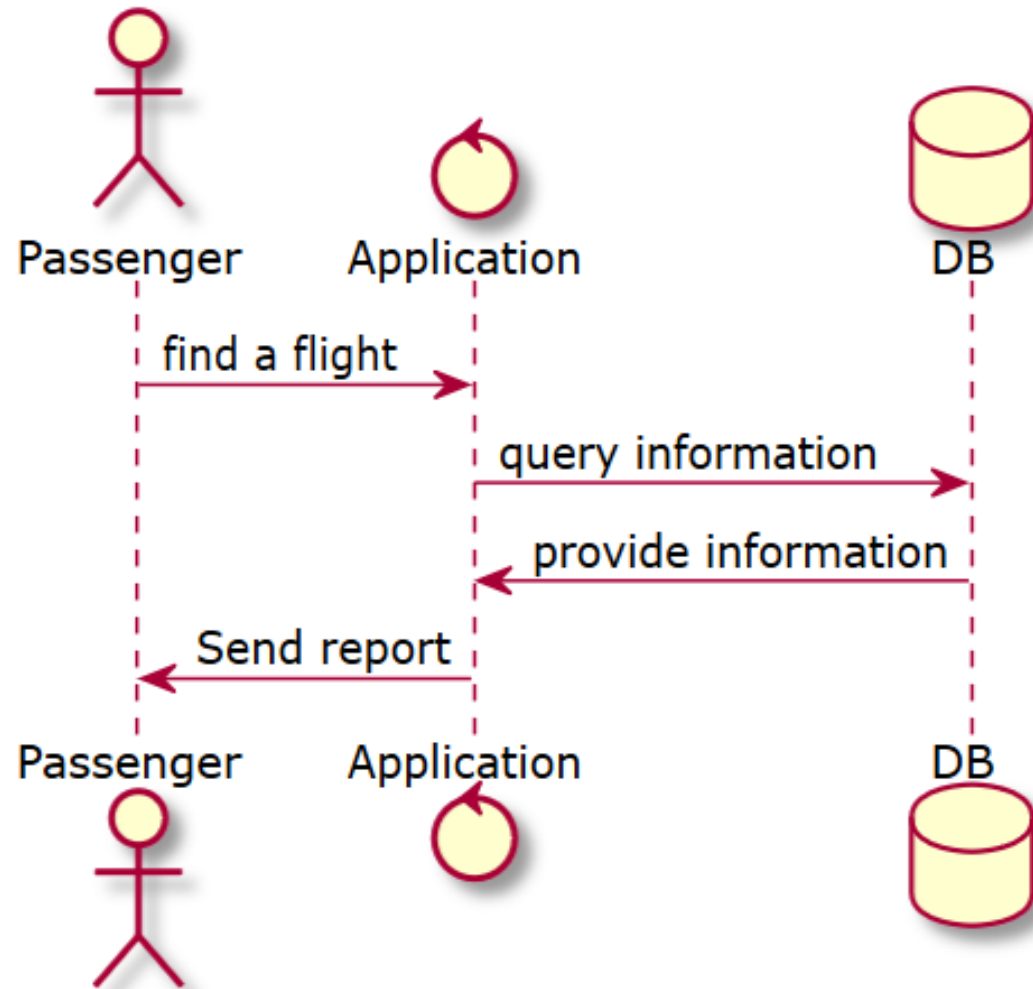 Passenger
Application
DB
find a flight
query information
provide information
Send report
Passenger
Application
DB